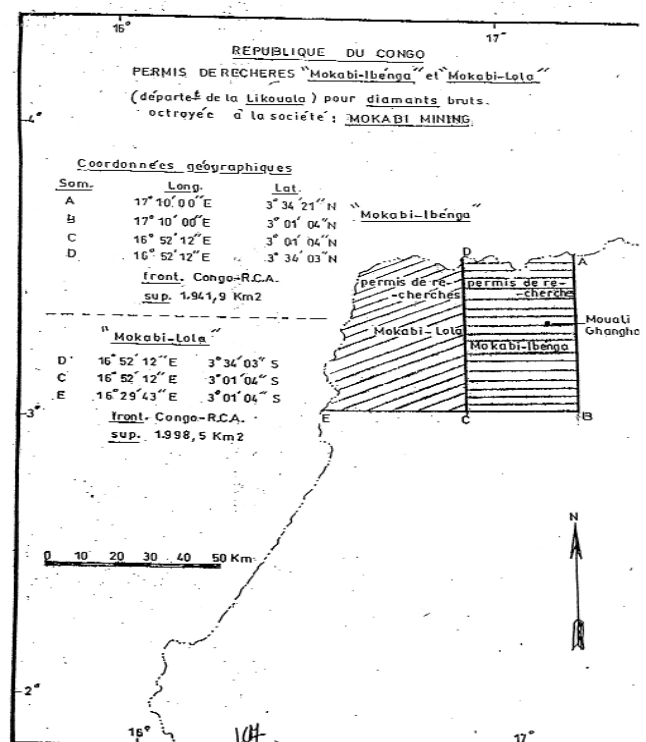 16° 17°
REPUBLIQUE DU CONGO
PERMIS DE RECHERES "Mokabi-Ibenga" et "Mokabi-Lola"
(départet de la Likouala) pour diamants bruts.
octroyée à la société: MOKABI MINING
4°
Coordonnées géographiques
Som. Long. Lat.
A 17° 10' 00"E 3° 34' 21"N
B 17° 10' 00"E 3° 01' 04"N
C 16° 52' 12"E 3° 01' 04"N
D 16° 52' 12"E 3° 34' 03"N
front. Congo-R.C.A.
sup. 1.941,9 Km2
"Mokabi-Ibénga"
"Mokabi-Lola"
D 16° 52' 12"E 3° 34' 03" S
C 16° 52' 12"E 3° 01' 04" S
E 16° 29' 43"E 3° 01' 04" S
front. Congo-R.C.A.
sup. 1.998,5 Km2
D A
permis de re-
-cherches
Mokabi-Lola
permis de re-
-cherche
Mokabi-Ibenga
Mouali
Ghangho
3°
E C B
0 10 20 30 40 50 Km
N
2°
16° 17°